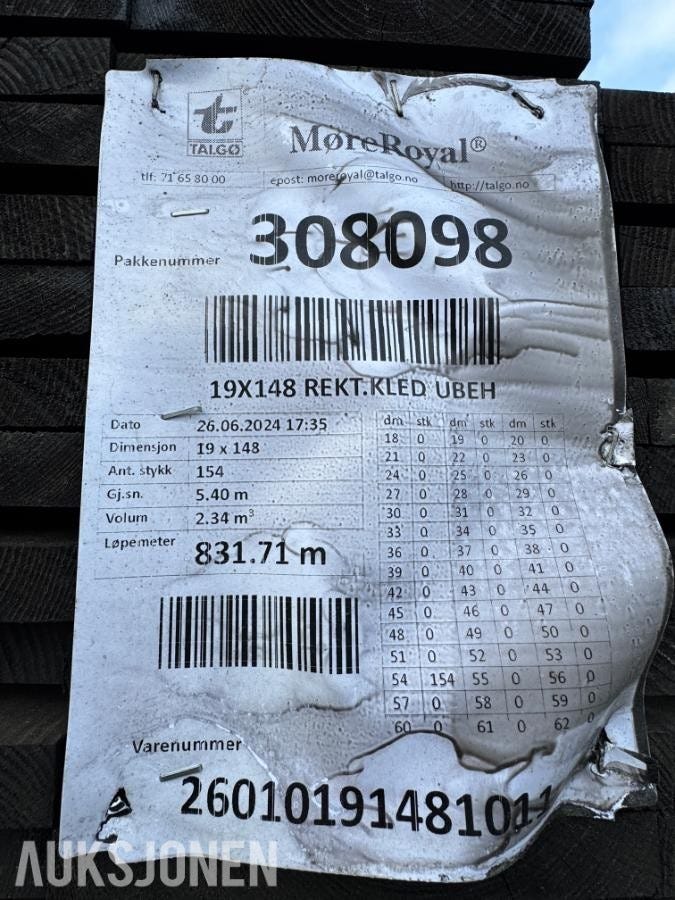 TALGØ
MøreRoyal®
tlf: 71 65 80 00 epost: moreroyal@talgo.no http://talgo.no
Pakkenummer 308098
19X148 REKT.KLED UBEH
Dato 26.06.2024 17:35
Dimensjon 19 x 148
Ant. stykk 154
Gj.sn. 5.40 m
Volum 2.34 m³
Løpemeter 831.71 m
dm stk dm stk dm stk
18 0 19 0 20 0
21 0 22 0 23 0
24 0 25 0 26 0
27 0 28 0 29 0
30 0 31 0 32 0
33 0 34 0 35 0
36 0 37 0 38 0
39 0 40 0 41 0
42 0 43 0 44 0
45 0 46 0 47 0
48 0 49 0 50 0
51 0 52 0 53 0
54 154 55 0 56 0
57 0 58 0 59 0
60 0 61 0 62 0
Varenummer
26010191481011
AUKSJONEN